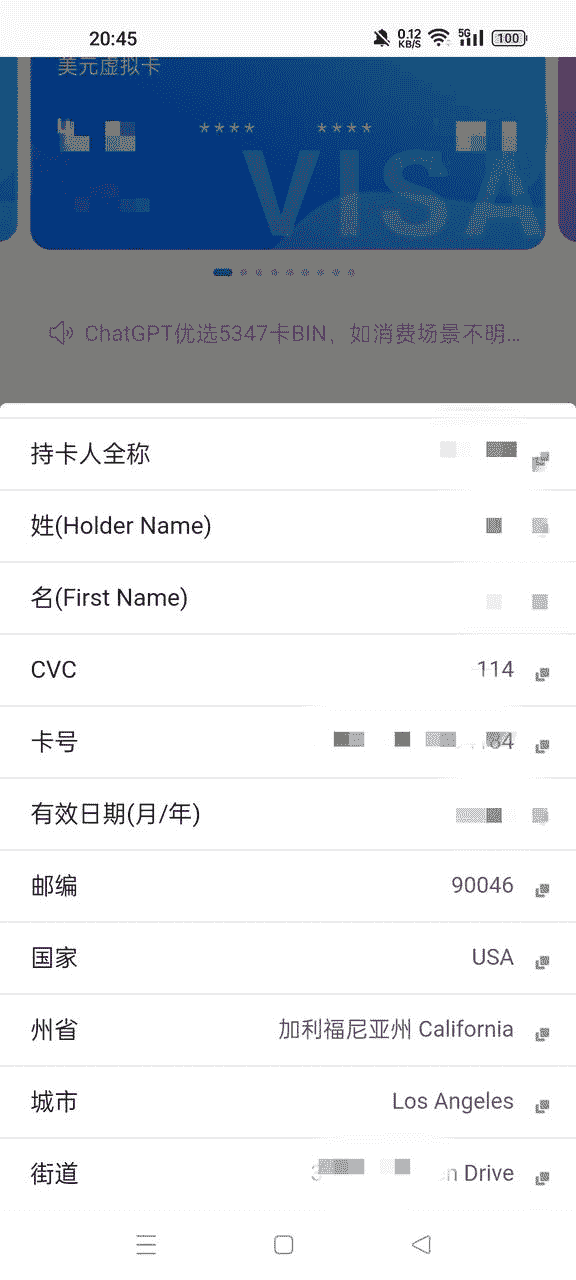 20:45
0.12 KB/S 5G 100
美元虚拟卡
**** ****
VISA
ChatGPT优选5347卡BIN，如消费场景不明...
持卡人全称
姓(Holder Name)
名(First Name)
CVC 114
卡号
有效日期(月/年)
邮编 90046
国家 USA
州省 加利福尼亚州 California
城市 Los Angeles
街道 Drive